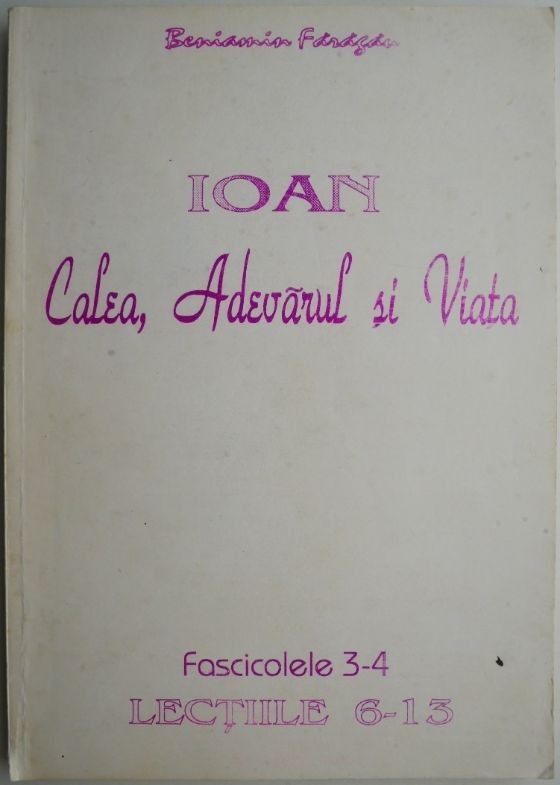 Beniamin Fărăgău
IOAN
Calea, Adevărul și Viața
Fascicolele 3-4
LECȚIILE 6-13